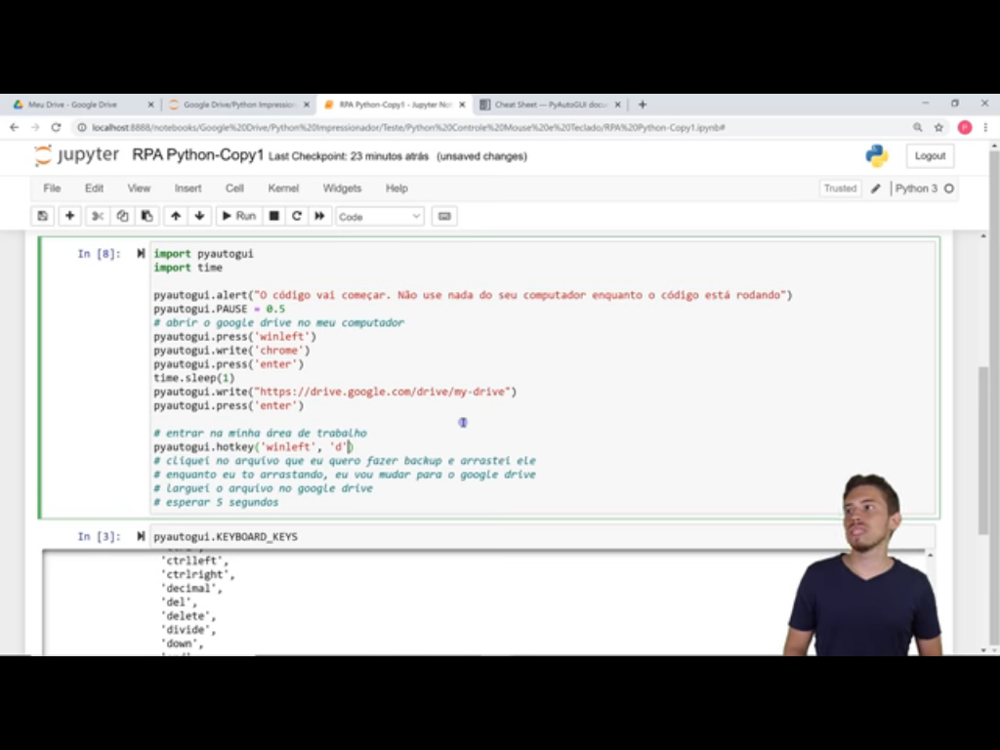 Meu Drive - Google Drive
Google Drive/Python Impression
RPA Python-Copy1 - Jupyter No
Cheat Sheet — PyAutoGUI docu
localhost:8888/notebooks/Google%20Drive/Python%20Impressionador/Teste/Python%20Controle%20Mouse%20e%20Teclado/RPA%20Python-Copy1.ipynb#
P
jupyter RPA Python-Copy1 Last Checkpoint: 23 minutos atrás (unsaved changes)
Logout
File Edit View Insert Cell Kernel Widgets Help
Trusted Python 3
Run Code
In [8]:
import pyautogui
import time
pyautogui.alert("O código vai começar. Não use nada do seu computador enquanto o código está rodando")
pyautogui.PAUSE = 0.5
# abrir o google drive no meu computador
pyautogui.press('winleft')
pyautogui.write('chrome')
pyautogui.press('enter')
time.sleep(1)
pyautogui.write("https://drive.google.com/drive/my-drive")
pyautogui.press('enter')
# entrar na minha área de trabalho
pyautogui.hotkey('winleft', 'd')
# cliquei no arquivo que eu quero fazer backup e arrastei ele
# enquanto eu to arrastando, eu vou mudar para o google drive
# larguei o arquivo no google drive
# esperar 5 segundos
In [3]:
pyautogui.KEYBOARD_KEYS
'ctrlleft',
'ctrlright',
'decimal',
'del',
'delete',
'divide',
'down',